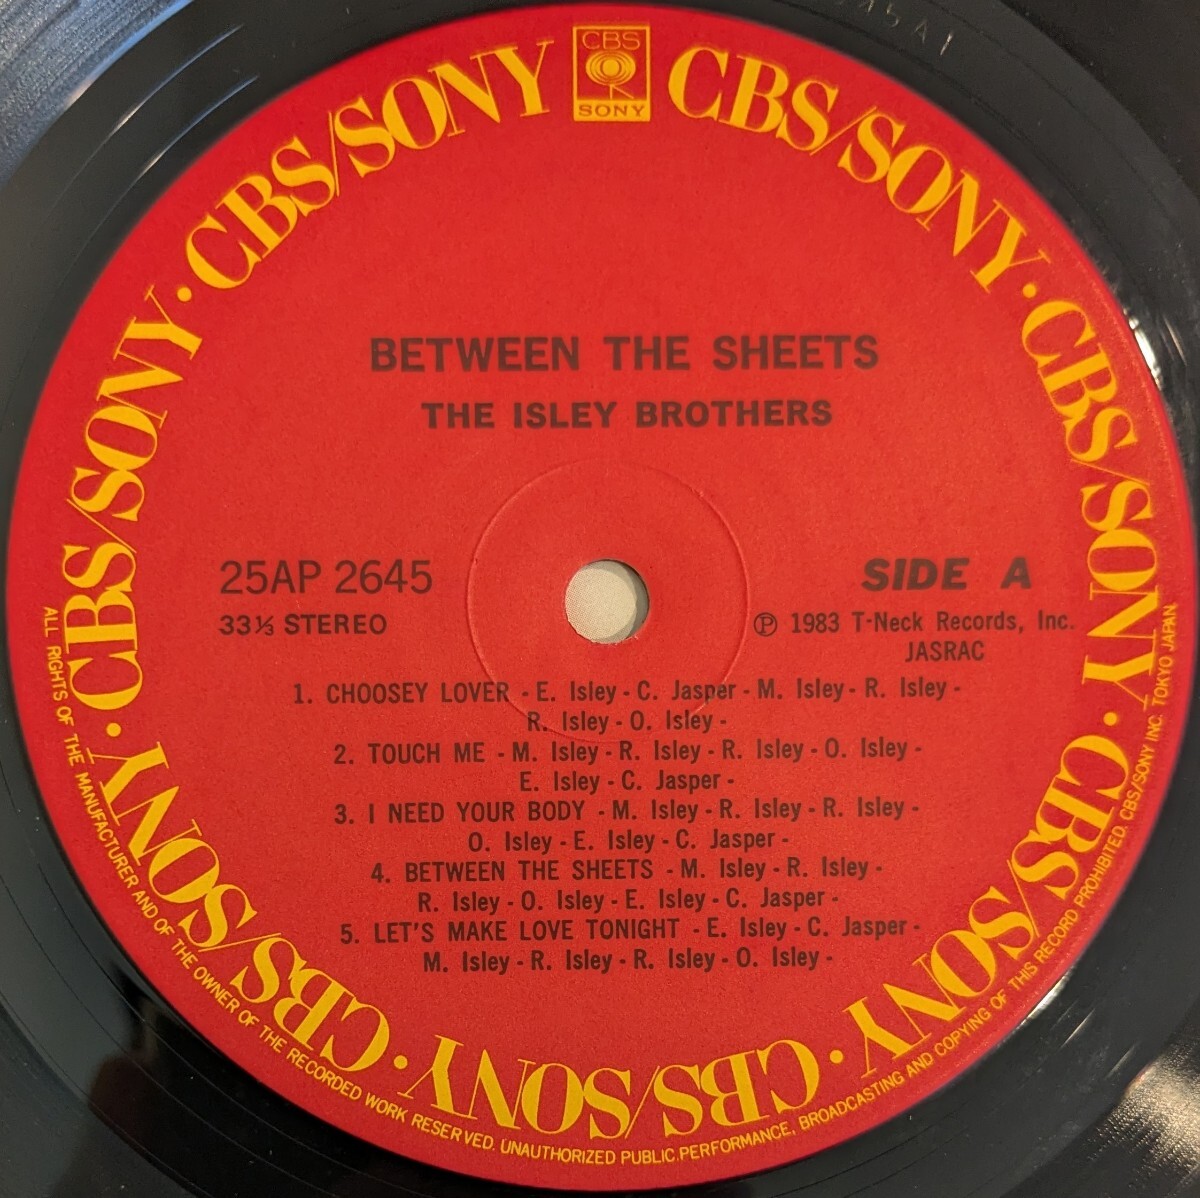 CBS
SONY
CBS/SONY · CBS/SONY · CBS/SONY · CBS/SONY · CBS/SONY · CBS/SONY · CBS/SONY · CBS/SONY
BETWEEN THE SHEETS
THE ISLEY BROTHERS
25AP 2645
33⅓ STEREO
SIDE A
Ⓟ 1983 T-Neck Records, Inc.
JASRAC
1. CHOOSEY LOVER - E. Isley - C. Jasper - M. Isley - R. Isley -
R. Isley - O. Isley -
2. TOUCH ME - M. Isley - R. Isley - R. Isley - O. Isley -
E. Isley - C. Jasper -
3. I NEED YOUR BODY - M. Isley - R. Isley - R. Isley -
O. Isley - E. Isley - C. Jasper -
4. BETWEEN THE SHEETS - M. Isley - R. Isley -
R. Isley - O. Isley - E. Isley - C. Jasper -
5. LET'S MAKE LOVE TONIGHT - E. Isley - C. Jasper -
M. Isley - R. Isley - R. Isley - O. Isley -
ALL RIGHTS OF THE MANUFACTURER AND OF THE OWNER OF THE RECORDED WORK RESERVED. UNAUTHORIZED PUBLIC.PERFORMANCE, BROADCASTING AND COPYING OF THIS RECORD PROHIBITED. CBS/SONY INC. TOKYO JAPAN.